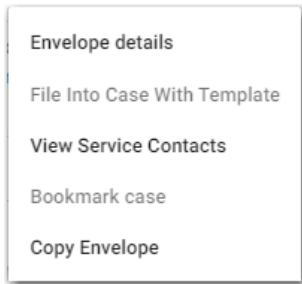 Envelope details
File Into Case With Template
View Service Contacts
Bookmark case
Copy Envelope